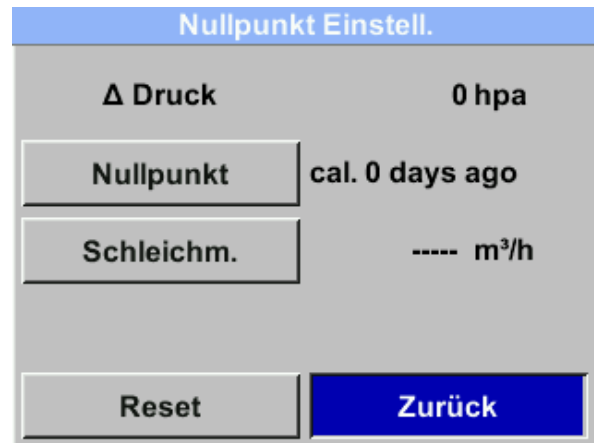 Nullpunkt Einstell.
Δ Druck 0 hpa
Nullpunkt cal. 0 days ago
Schleichm. ----- m³/h
Reset Zurück